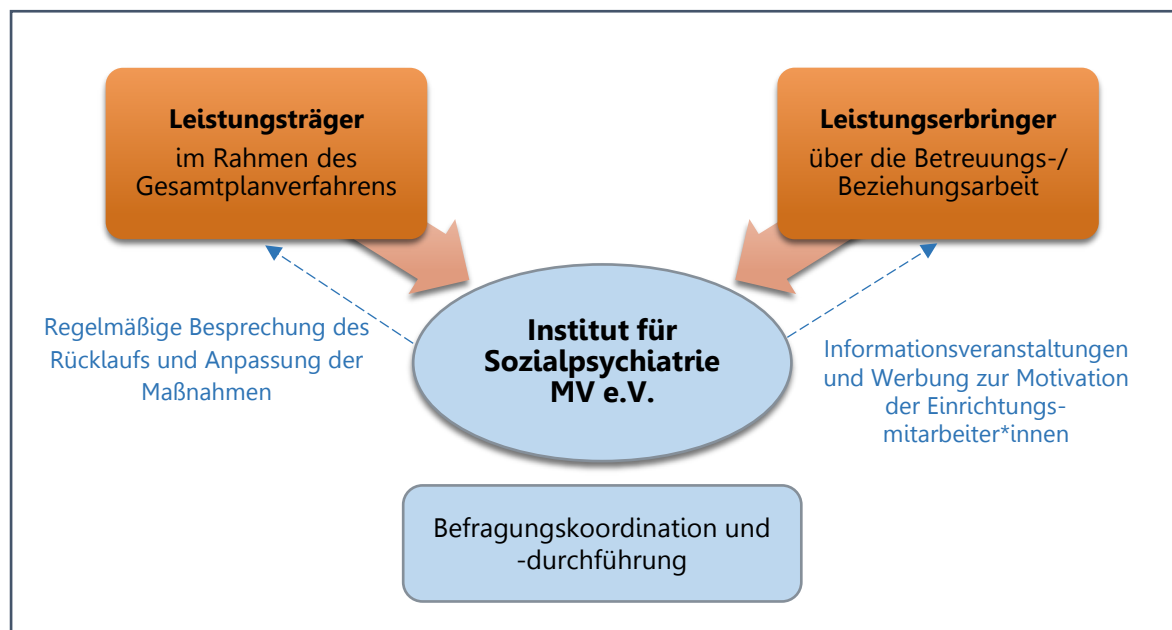 Leistungsträger
im Rahmen des
Gesamtplanverfahrens
Leistungserbringer
über die Betreuungs-/
Beziehungsarbeit
Regelmäßige Besprechung des
Rücklaufs und Anpassung der
Maßnahmen
Institut für
Sozialpsychiatrie
MV e.V.
Informationsveranstaltungen
und Werbung zur Motivation
der Einrichtungs-
mitarbeiter*innen
Befragungskoordination und
-durchführung